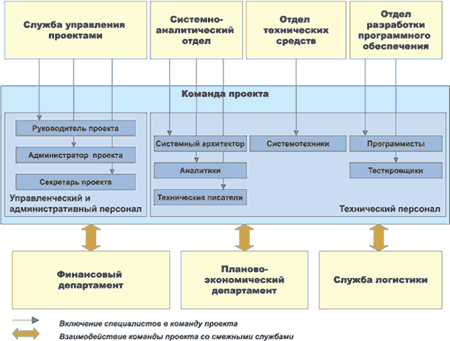 Служба управления
проектами
Системно-
аналитический
отдел
Отдел
технических
средств
Отдел
разработки
программного
обеспечения
Команда проекта
Руководитель проекта
Администратор проекта
Секретарь проекта
Управленческий и
административный персонал
Системный архитектор
Аналитики
Технические писатели
Системотехники
Программисты
Тестировщики
Технический персонал
Финансовый
департамент
Планово-
экономический
департамент
Служба логистики
Включение специалистов в команду проекта
Взаимодействие команды проекта со смежными службами